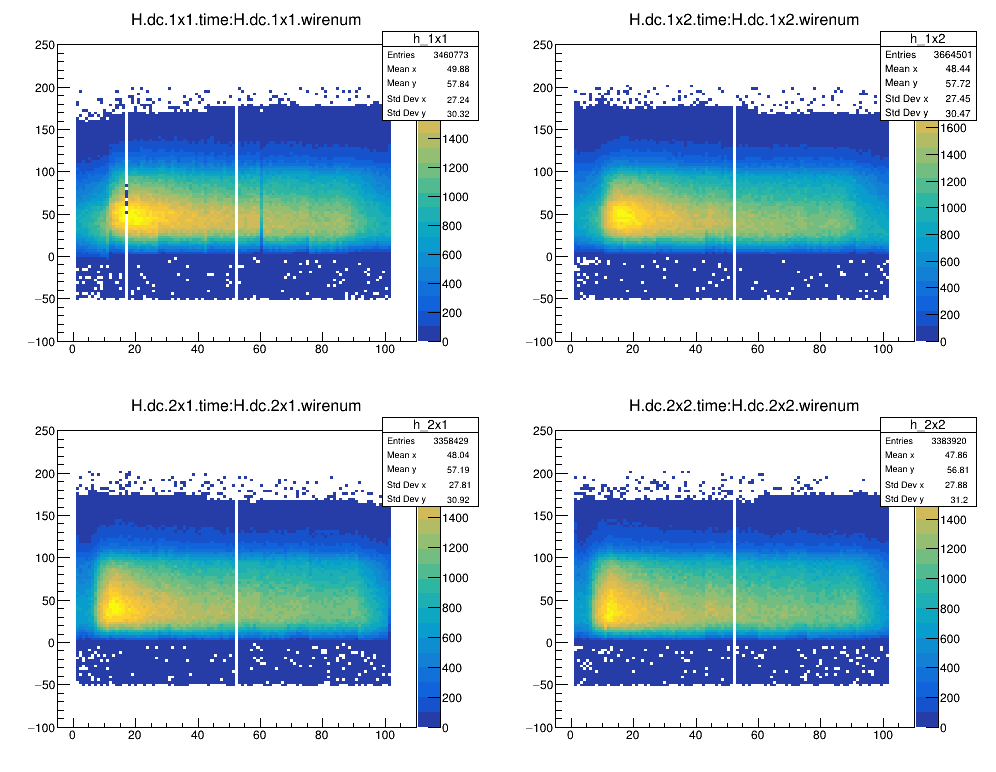 H.dc.1x1.time:H.dc.1x1.wirenum
h_1x1
Entries 3460773
Mean x 49.88
Mean y 57.84
Std Dev x 27.24
Std Dev y 30.32
250
200
150
100
50
0
−50
−100
0 20 40 60 80 100
1400
1200
1000
800
600
400
200
0
H.dc.1x2.time:H.dc.1x2.wirenum
h_1x2
Entries 3664501
Mean x 48.44
Mean y 57.72
Std Dev x 27.45
Std Dev y 30.47
250
200
150
100
50
0
−50
−100
0 20 40 60 80 100
1600
1400
1200
1000
800
600
400
200
0
H.dc.2x1.time:H.dc.2x1.wirenum
h_2x1
Entries 3358429
Mean x 48.04
Mean y 57.19
Std Dev x 27.81
Std Dev y 30.92
250
200
150
100
50
0
−50
−100
0 20 40 60 80 100
1400
1200
1000
800
600
400
200
0
H.dc.2x2.time:H.dc.2x2.wirenum
h_2x2
Entries 3383920
Mean x 47.86
Mean y 56.81
Std Dev x 27.88
Std Dev y 31.2
250
200
150
100
50
0
−50
−100
0 20 40 60 80 100
1400
1200
1000
800
600
400
200
0